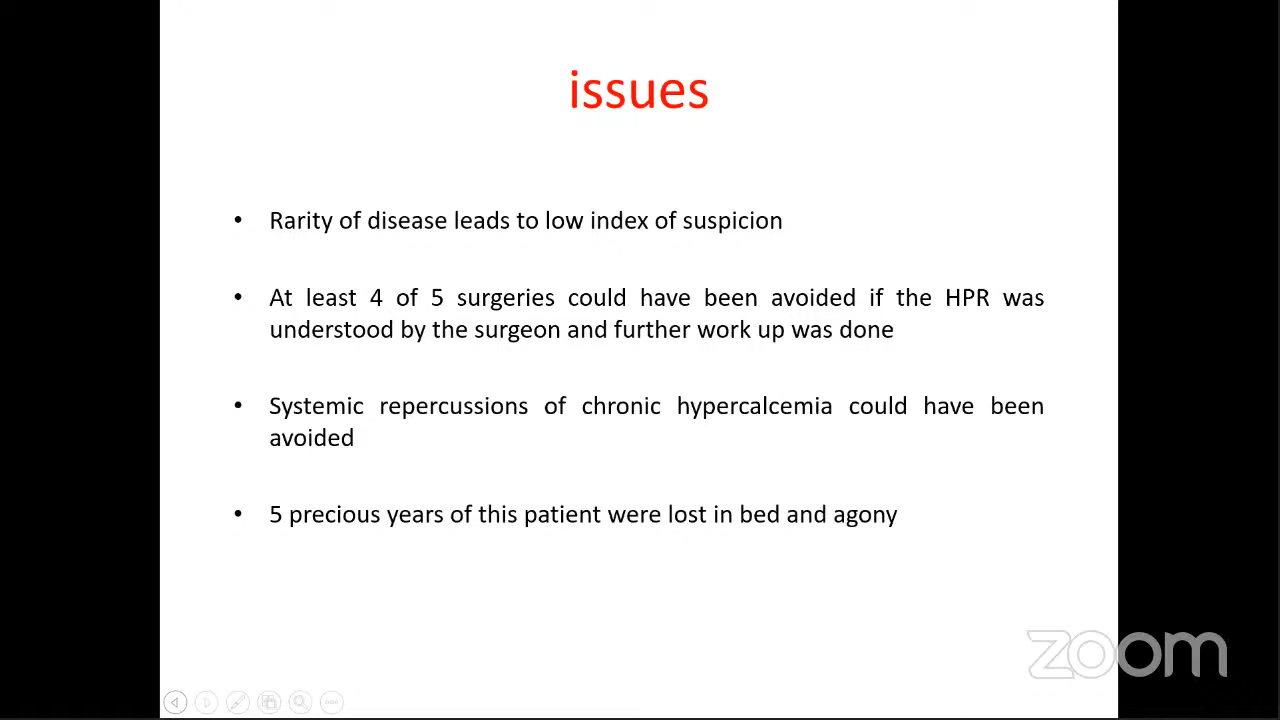 issues
• Rarity of disease leads to low index of suspicion
• At least 4 of 5 surgeries could have been avoided if the HPR was
understood by the surgeon and further work up was done
• Systemic repercussions of chronic hypercalcemia could have been
avoided
• 5 precious years of this patient were lost in bed and agony
zoom